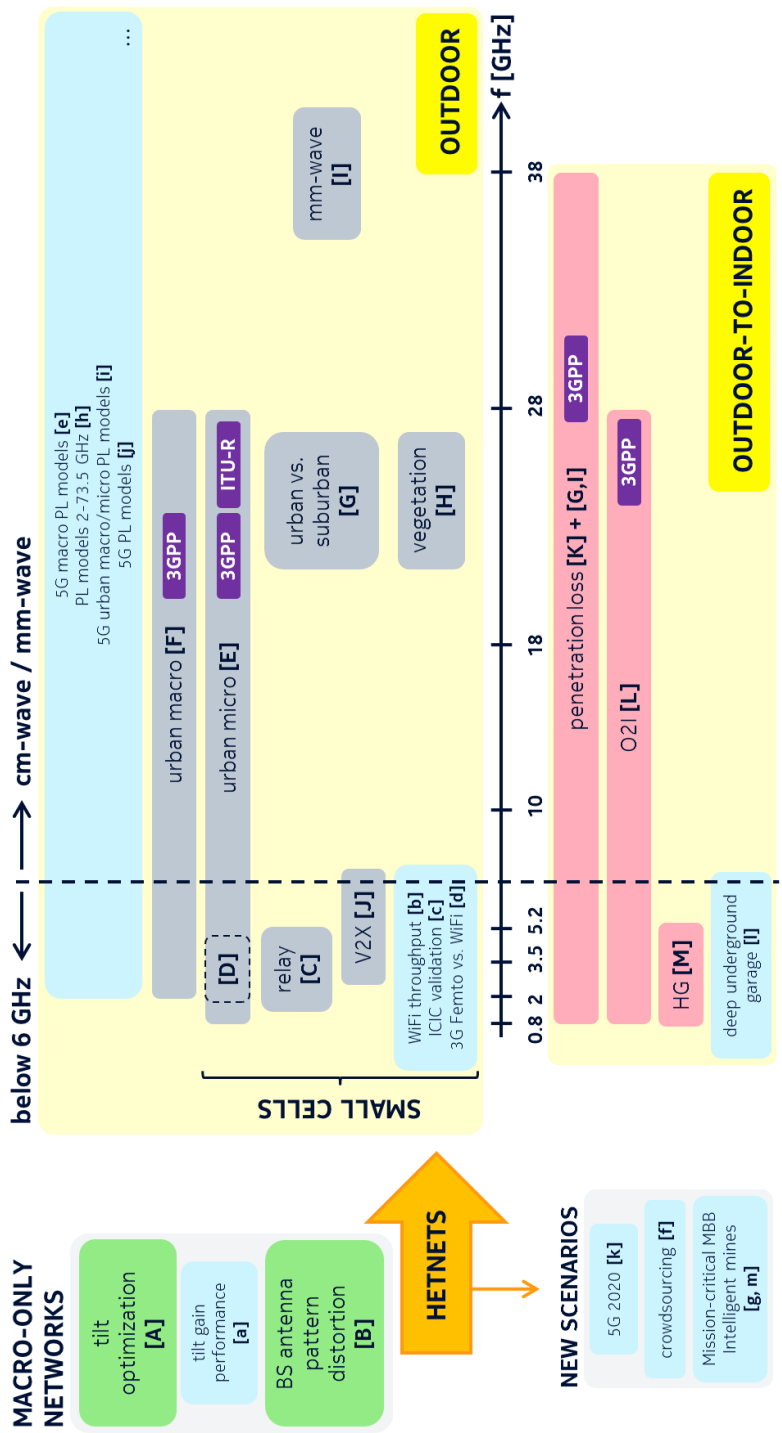 MACRO-ONLY
NETWORKS
tilt
optimization
[A]
tilt gain
performance
[a]
BS antenna
pattern
distortion
[B]
HETNETS
NEW SCENARIOS
5G 2020 [k]
crowdsourcing [f]
Mission-critical MBB
Intelligent mines
[g, m]
below 6 GHz
cm-wave / mm-wave
5G macro PL models [e]
PL models 2-73.5 GHz [h]
5G urban macro/micro PL models [i]
5G PL models [j]
...
urban macro [F]
3GPP
[D]
urban micro [E]
3GPP
ITU-R
SMALL CELLS
relay
[C]
urban vs.
suburban
[G]
mm-wave
[I]
V2X [J]
WiFi throughput [b]
ICIC validation [c]
3G Femto vs. WiFi [d]
vegetation
[H]
OUTDOOR
f [GHz]
0.8
2
3.5
5.2
10
18
28
38
penetration loss [K] + [G,I]
3GPP
O2I [L]
3GPP
HG [M]
deep underground
garage [l]
OUTDOOR-TO-INDOOR